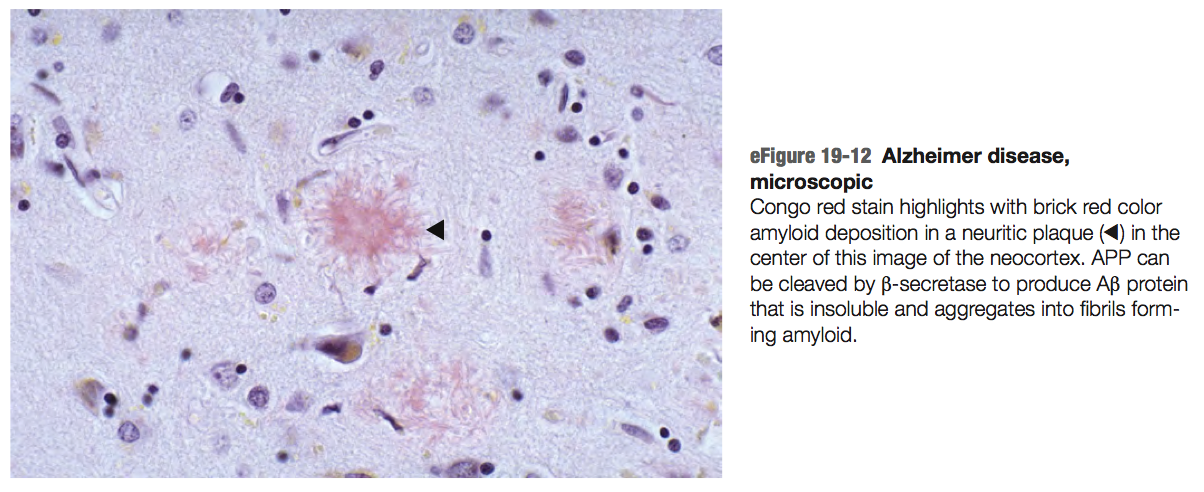 eFigure 19-12 Alzheimer disease,
microscopic
Congo red stain highlights with brick red color
amyloid deposition in a neuritic plaque (◀) in the
center of this image of the neocortex. APP can
be cleaved by β-secretase to produce Aβ protein
that is insoluble and aggregates into fibrils form-
ing amyloid.